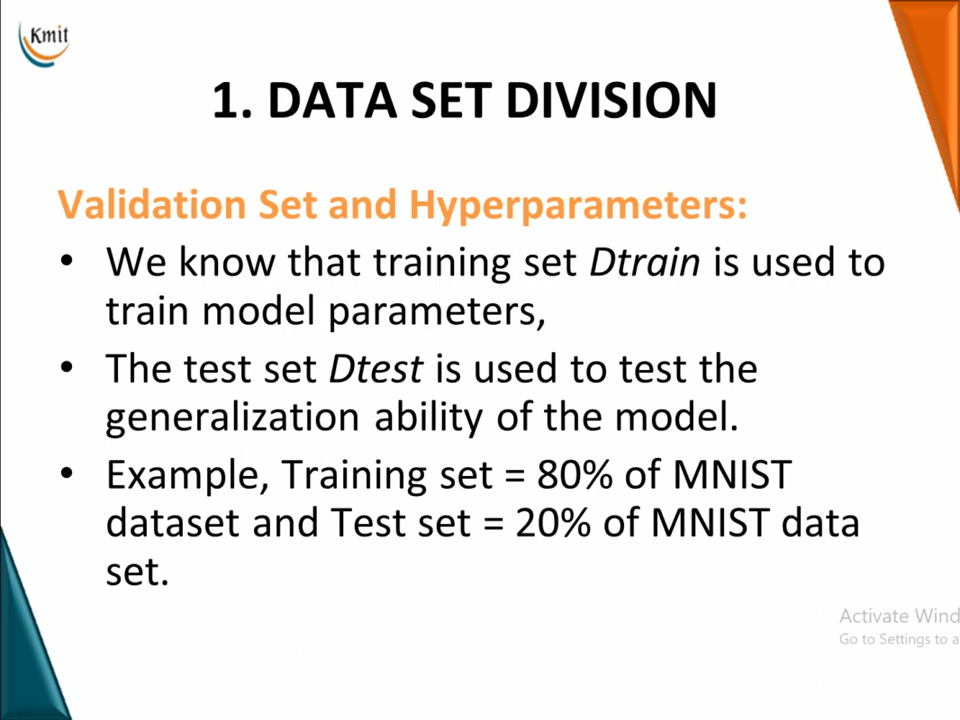 Kmit
1. DATA SET DIVISION
Validation Set and Hyperparameters:
• We know that training set Dtrain is used to
train model parameters,
• The test set Dtest is used to test the
generalization ability of the model.
• Example, Training set = 80% of MNIST
dataset and Test set = 20% of MNIST data
set.
Activate Wind
Go to Settings to a